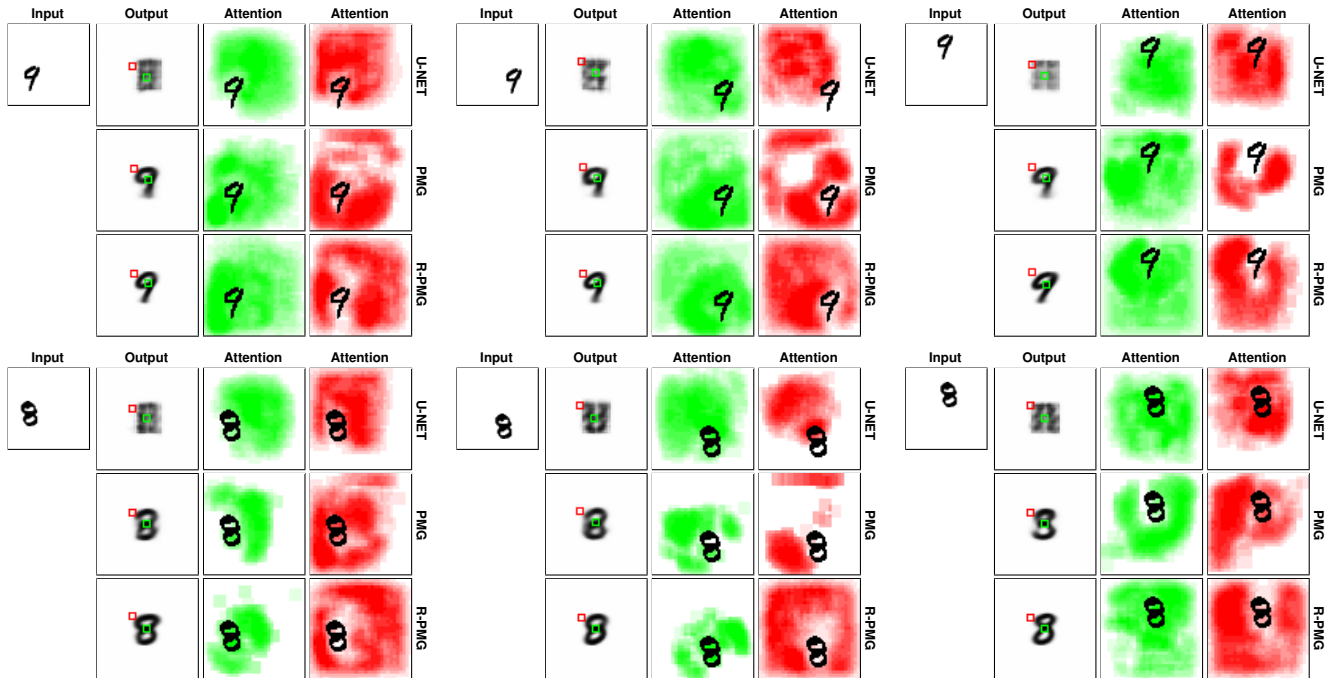 Input Output Attention Attention Input Output Attention Attention Input Output Attention Attention
U-NET U-NET U-NET
PMG PMG PMG
R-PMG R-PMG R-PMG
Input Output Attention Attention Input Output Attention Attention Input Output Attention Attention
U-NET U-NET U-NET
PMG PMG PMG
R-PMG R-PMG R-PMG